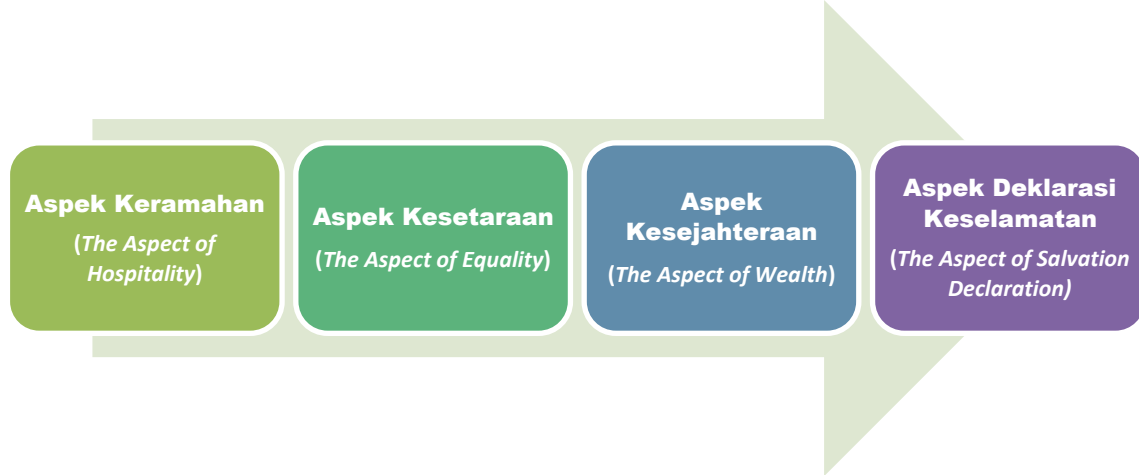 Aspek Keramahan
(The Aspect of
Hospitality)
Aspek Kesetaraan
(The Aspect of Equality)
Aspek
Kesejahteraan
(The Aspect of Wealth)
Aspek Deklarasi
Keselamatan
(The Aspect of Salvation
Declaration)